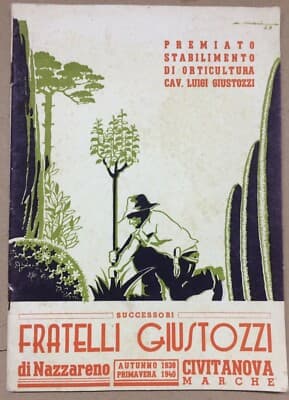 PREMIATO
STABILIMENTO
DI ORTICULTURA
CAV. LUIGI GIUSTOZZI
SUCCESSORI
FRATELLI GIUSTOZZI
di Nazzareno
AUTUNNO 1939
PRIMAVERA 1940
CIVITANOVA
MARCHE